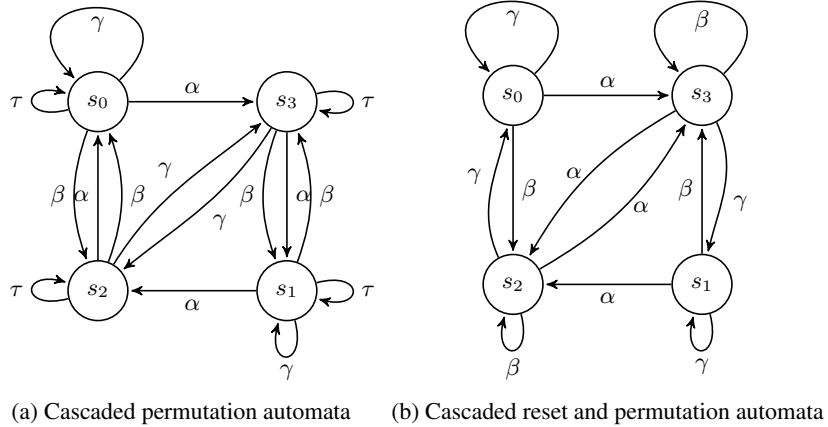 γ γ β
τ s₀ α s₃ τ s₀ α s₃
γ γ α
β α β β α β β β γ
γ α
τ s₂ α s₁ τ s₂ α s₁
γ β γ
(a) Cascaded permutation automata (b) Cascaded reset and permutation automata